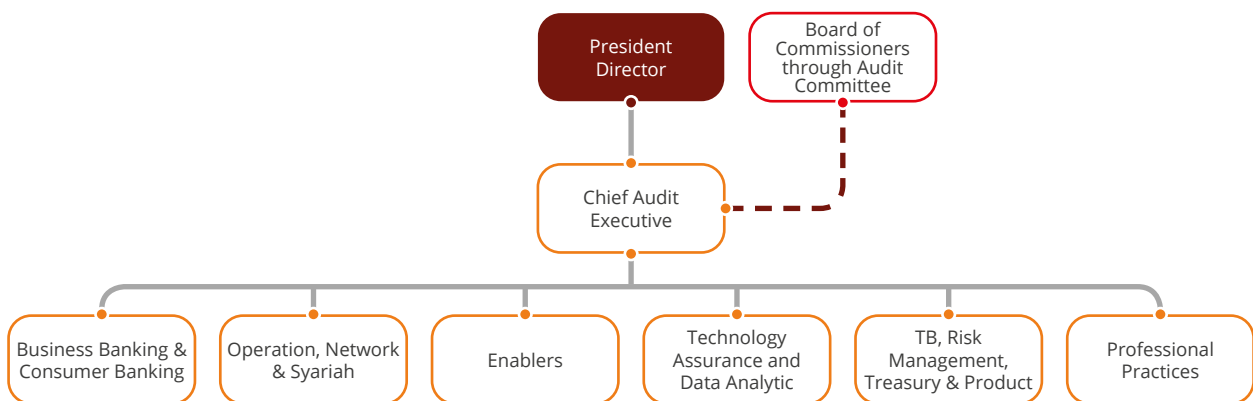 President
Director
Board of
Commissioners
through Audit
Committee
Chief Audit
Executive
Business Banking &
Consumer Banking
Operation, Network
& Syariah
Enablers
Technology
Assurance and
Data Analytic
TB, Risk
Management,
Treasury & Product
Professional
Practices